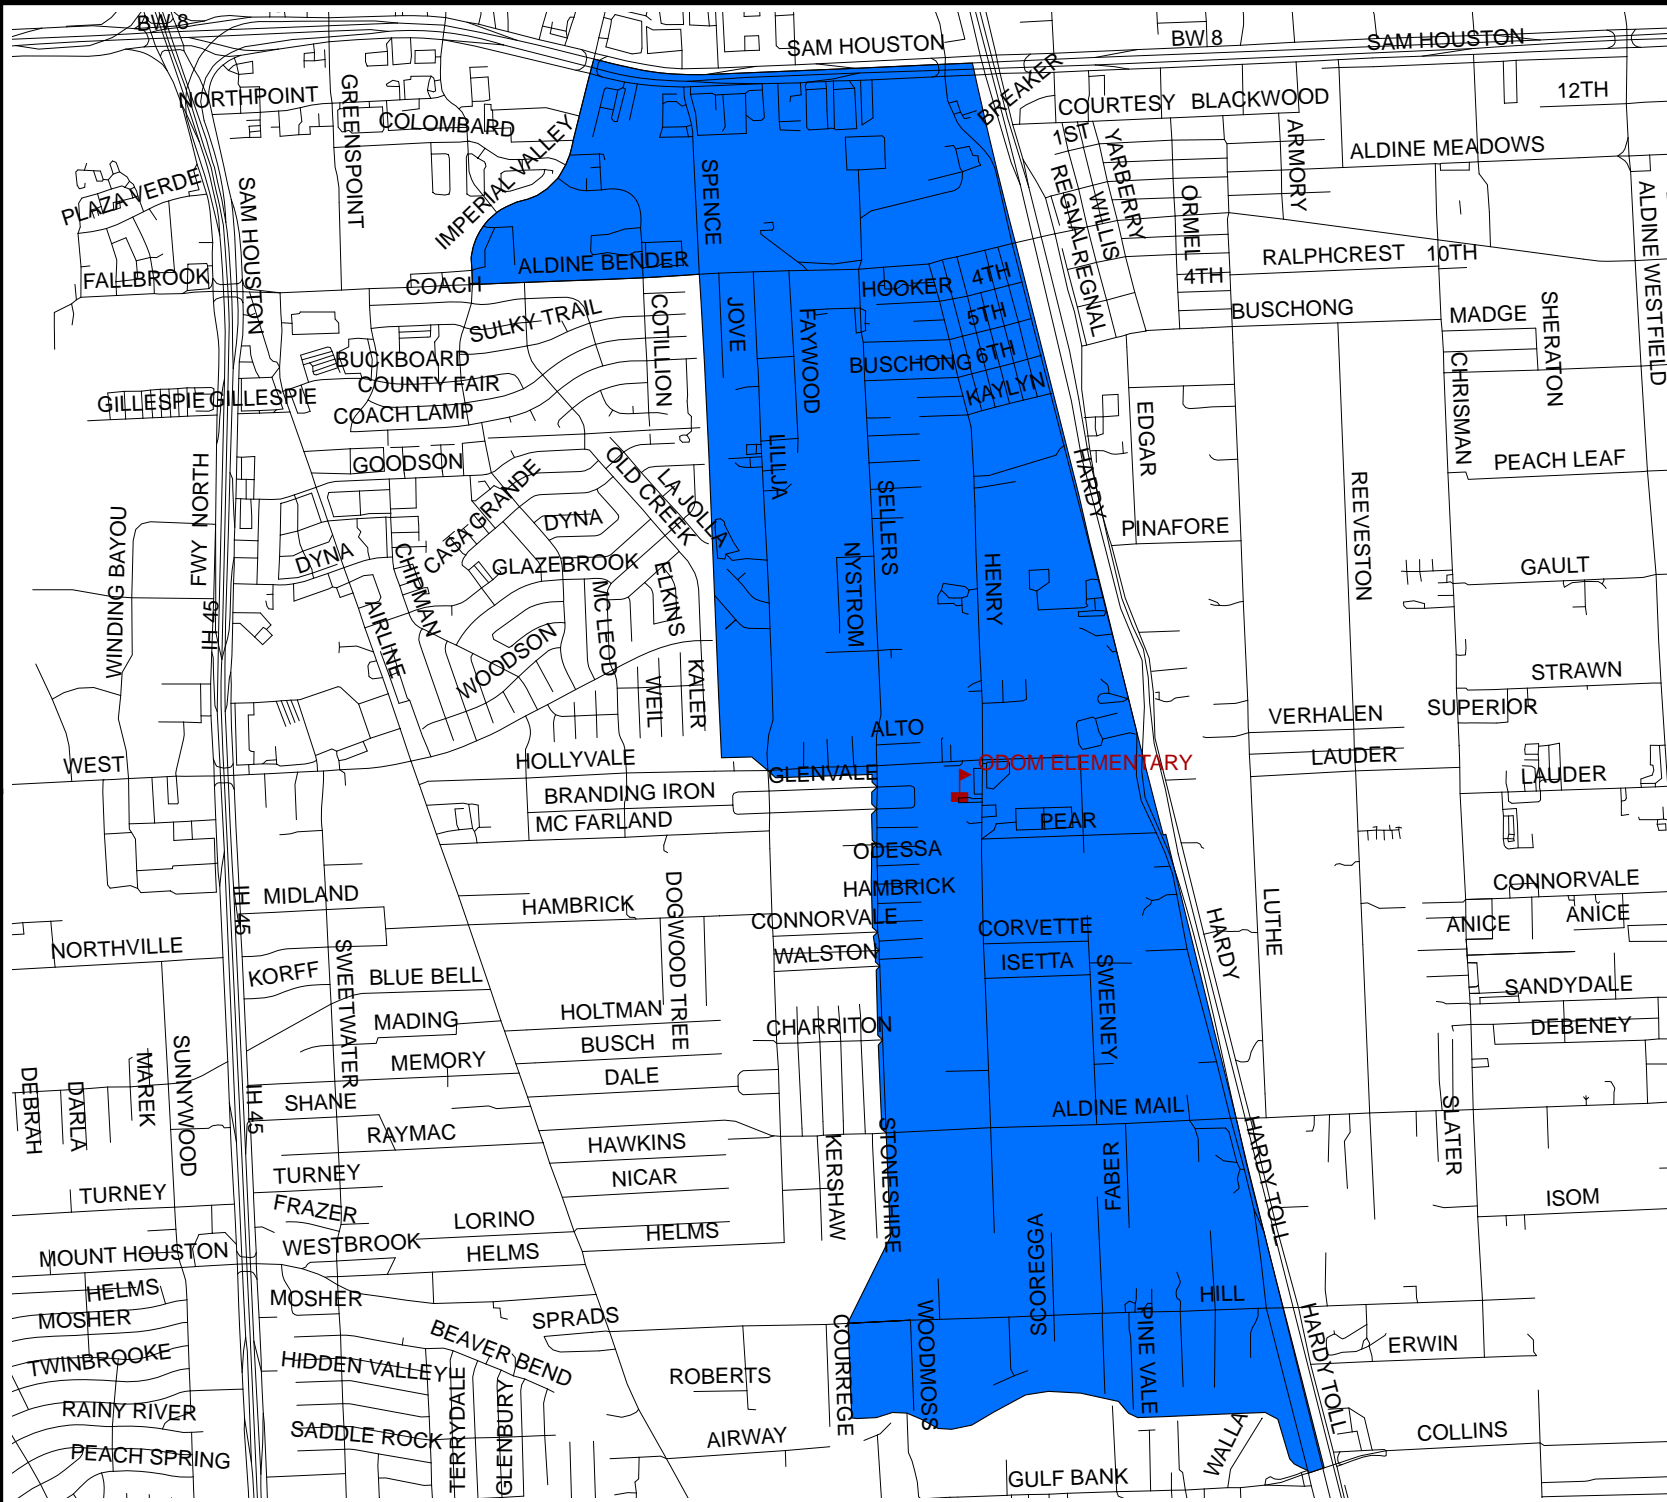 BW 8
SAM HOUSTON
BW 8
SAM HOUSTON
NORTHPOINT
GREENSPOINT
COLOMBARD
IMPERIAL VALLEY
BREAKER
COURTESY
BLACKWOOD
12TH
1ST
YARBERRY
ARMORY
ALDINE MEADOWS
PLAZA VERDE
SAM HOUSTON
SPENCE
REGNAL
WILLIS
ORMEL
ALDINE WESTFIELD
FALLBROOK
COACH
ALDINE BENDER
HOOKER
4TH
REGNAL
4TH
RALPHCREST
10TH
SULKY TRAIL
COTILLION
JOVE
FAYWOOD
5TH
BUSCHONG
MADGE
SHERATON
BUCKBOARD
BUSCHONG
6TH
COUNTY FAIR
KAYLYN
CHRISMAN
GILLESPIE
GILLESPIE
COACH LAMP
EDGAR
GOODSON
CASA GRANDE
OLD CREEK
LA JOLLA
LILLJA
HARDY
PEACH LEAF
FWY NORTH
WINDING BAYOU
DYNA
SELLERS
PINAFORE
REEVESTON
DYNA
CHIPMAN
GLAZEBROOK
ELKINS
NYSTROM
HENRY
GAULT
IH 45
AIRLINE
MC LEOD
WOODSON
WEIL
KALER
STRAWN
ALTO
VERHALEN
SUPERIOR
WEST
HOLLYVALE
GLENVALE
ODOM ELEMENTARY
LAUDER
LAUDER
BRANDING IRON
MC FARLAND
PEAR
ODESSA
MIDLAND
IH 45
HAMBRICK
DOGWOOD TREE
HAMBRICK
CONNORVALE
CONNORVALE
LUTHE
HARDY
ANICE
ANICE
NORTHVILLE
SWEETWATER
WALSTON
CORVETTE
ISETTA
SWEENEY
KORFF
BLUE BELL
SANDYDALE
MADING
HOLTMAN
CHARRITON
DEBENEY
BUSCH
SUNNYWOOD
MEMORY
DALE
DEBRAH
DARLA
MAREK
IH 45
SHANE
ALDINE MAIL
SLATER
RAYMAC
HAWKINS
KERSHAW
STONESHIRE
FABER
HARDY TOLL
TURNEY
TURNEY
NICAR
ISOM
FRAZER
LORINO
HELMS
SCOREGGA
MOUNT HOUSTON
WESTBROOK
HELMS
HELMS
MOSHER
HILL
MOSHER
SPRADS
COURREGE
WOODMOSS
PINE VALE
HARDY TOLL
TWINBROOKE
HIDDEN VALLEY
BEAVER BEND
ERWIN
ROBERTS
TERRYDALE
GLENBURY
RAINY RIVER
SADDLE ROCK
AIRWAY
WALLA
COLLINS
PEACH SPRING
GULF BANK